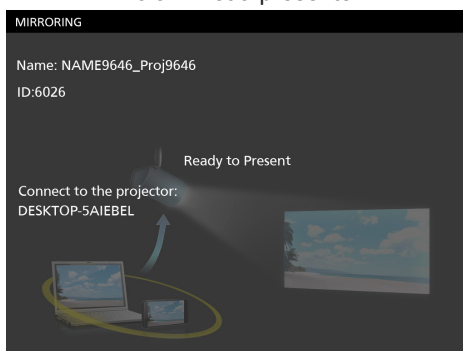 MIRRORING
Name: NAME9646_Proj9646
ID:6026
Ready to Present
Connect to the projector:
DESKTOP-5AIEBEL